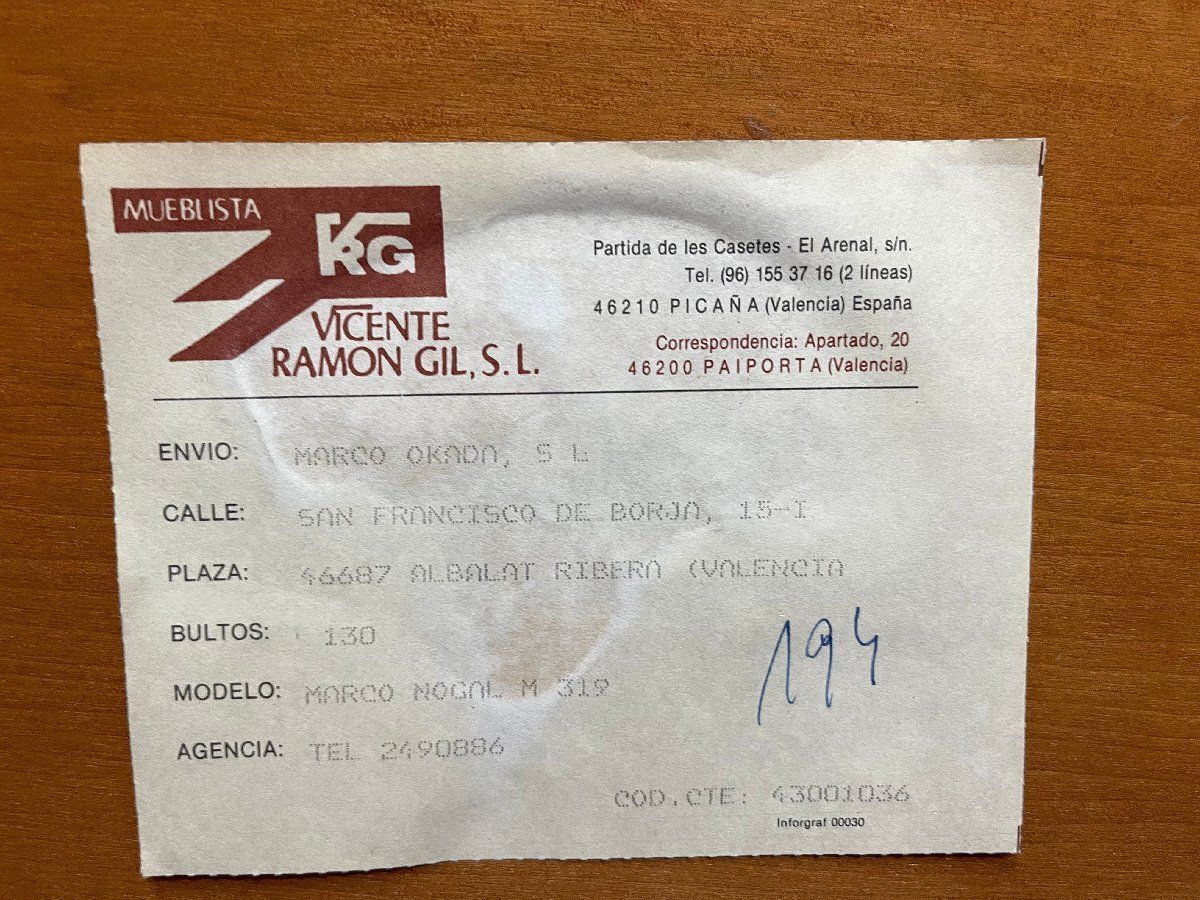 MUEBLISTA
VRG
VICENTE
RAMON GIL, S. L.
Partida de les Casetes - El Arenal, s/n.
Tel. (96) 155 37 16 (2 líneas)
46210 PICAÑA (Valencia) España
Correspondencia: Apartado, 20
46200 PAIPORTA (Valencia)
ENVIO: MARCO OKADA, S L
CALLE: SAN FRANCISCO DE BORJA, 15-I
PLAZA: 46687 ALBALAT RIBERA (VALENCIA
BULTOS: 130
MODELO: MARCO NOGAL M 319
AGENCIA: TEL 2490886
194
COD.CTE: 43001036
Inforgraf 00030